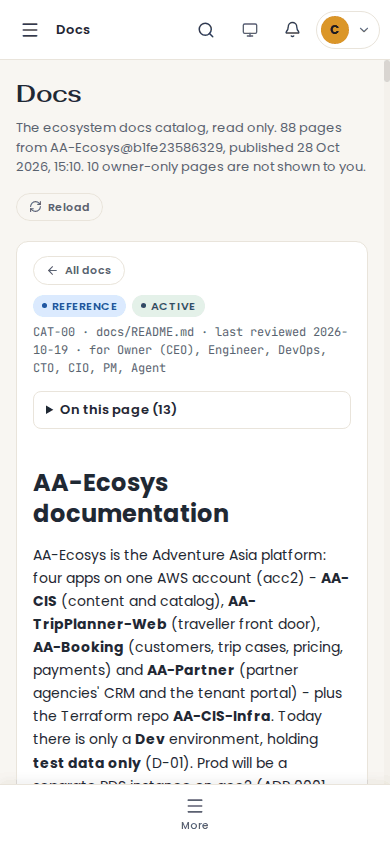 Docs
C
Docs
The ecosystem docs catalog, read only. 88 pages
from AA-Ecosys@b1fe23586329, published 28 Oct
2026, 15:10. 10 owner-only pages are not shown to you.
Reload
All docs
REFERENCE
ACTIVE
CAT-00 · docs/README.md · last reviewed 2026-
10-19 · for Owner (CEO), Engineer, DevOps,
CTO, CIO, PM, Agent
On this page (13)
AA-Ecosys
documentation
AA-Ecosys is the Adventure Asia platform:
four apps on one AWS account (acc2) - AA-
CIS (content and catalog), AA-
TripPlanner-Web (traveller front door),
AA-Booking (customers, trip cases, pricing,
payments) and AA-Partner (partner
agencies' CRM and the tenant portal) - plus
the Terraform repo AA-CIS-Infra. Today
there is only a Dev environment, holding
test data only (D-01). Prod will be a
More